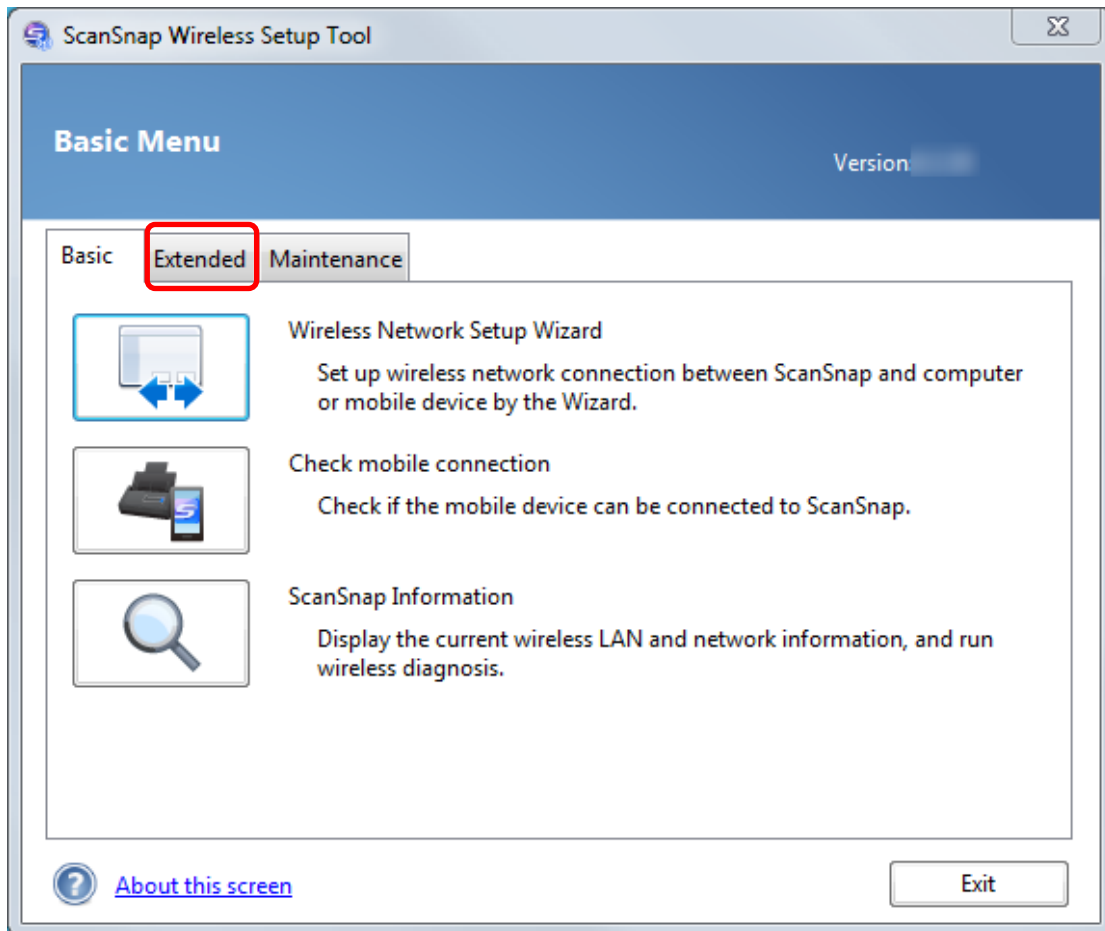 ScanSnap Wireless Setup Tool
Basic Menu
Version:
Basic Extended Maintenance
Wireless Network Setup Wizard
Set up wireless network connection between ScanSnap and computer
or mobile device by the Wizard.
Check mobile connection
Check if the mobile device can be connected to ScanSnap.
ScanSnap Information
Display the current wireless LAN and network information, and run
wireless diagnosis.
About this screen
Exit